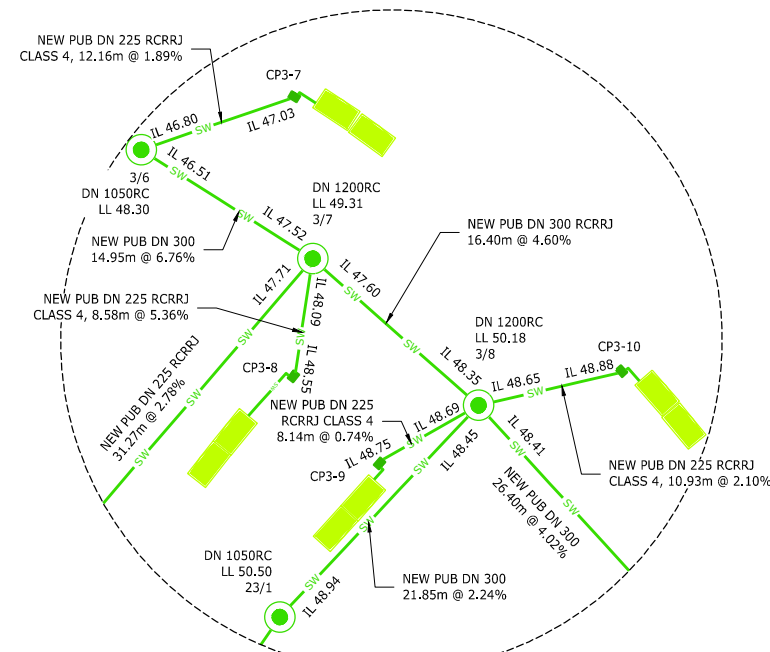 NEW PUB DN 225 RCRRJ
CLASS 4, 12.16m @ 1.89%
CP3-7
IL 46.80
SW
IL 47.03
3/6
DN 1050RC
LL 48.30
IL 46.51
SW
SW
IL 47.52
DN 1200RC
LL 49.31
3/7
NEW PUB DN 300
14.95m @ 6.76%
NEW PUB DN 300 RCRRJ
16.40m @ 4.60%
IL 47.71
IL 48.09
IL 47.60
SW
SW
NEW PUB DN 225 RCRRJ
CLASS 4, 8.58m @ 5.36%
SW
SW
IL 48.55
CP3-8
IL 48.35
DN 1200RC
LL 50.18
3/8
CP3-10
IL 48.65
IL 48.88
SW
NEW PUB DN 225 RCRRJ
31.27m @ 2.78%
SW
NEW PUB DN 225
RCRRJ CLASS 4
8.14m @ 0.74%
IL 48.69
SW
IL 48.75
CP3-9
IL 48.45
SW
IL 48.41
SW
SW
NEW PUB DN 300
26.40m @ 4.02%
NEW PUB DN 225 RCRRJ
CLASS 4, 10.93m @ 2.10%
SW
DN 1050RC
LL 50.50
23/1
SW
IL 48.94
NEW PUB DN 300
21.85m @ 2.24%